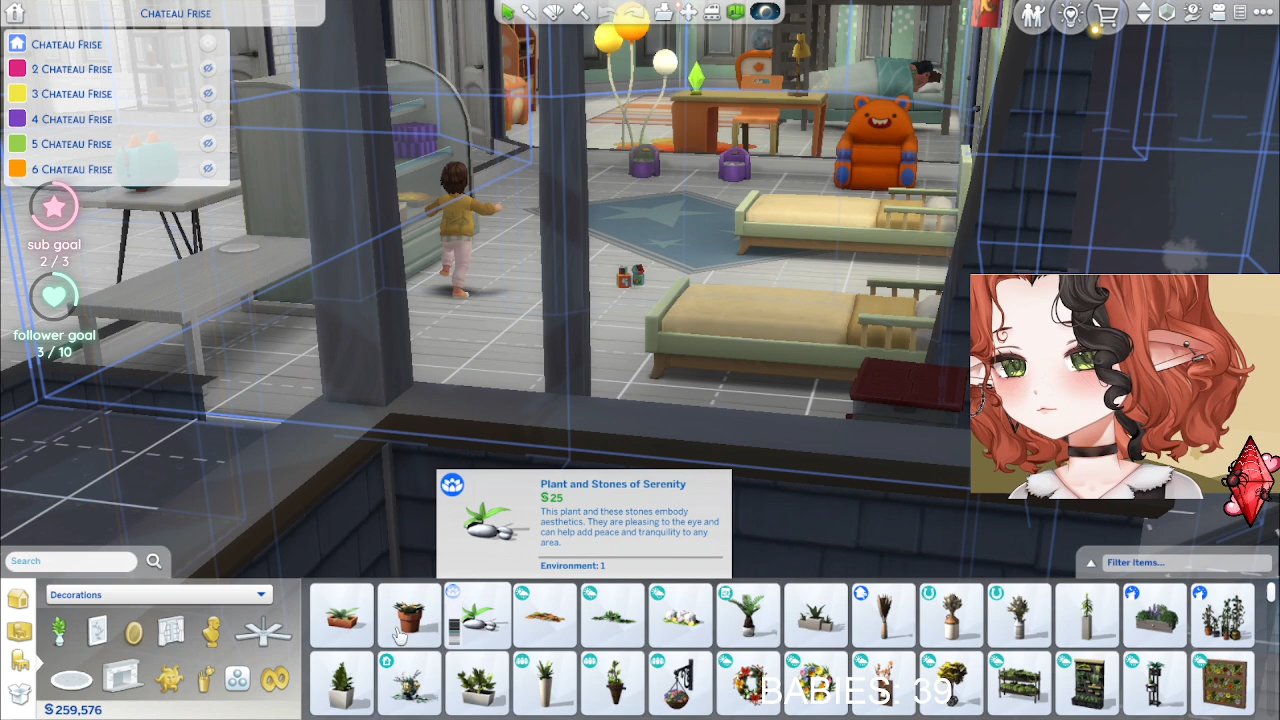 CHATEAU FRISE
CHATEAU FRISE
2 CHATEAU FRISE
3 CHATEAU FRISE
4 CHATEAU FRISE
5 CHATEAU FRISE
6 CHATEAU FRISE
sub goal
2 / 3
follower goal
3 / 10
Plant and Stones of Serenity
§25
This plant and these stones embody
aesthetics. They are pleasing to the eye and
can help add peace and tranquility to any
area.
Environment: 1
Search
Filter Items...
Decorations
§259,576
BABIES: 39